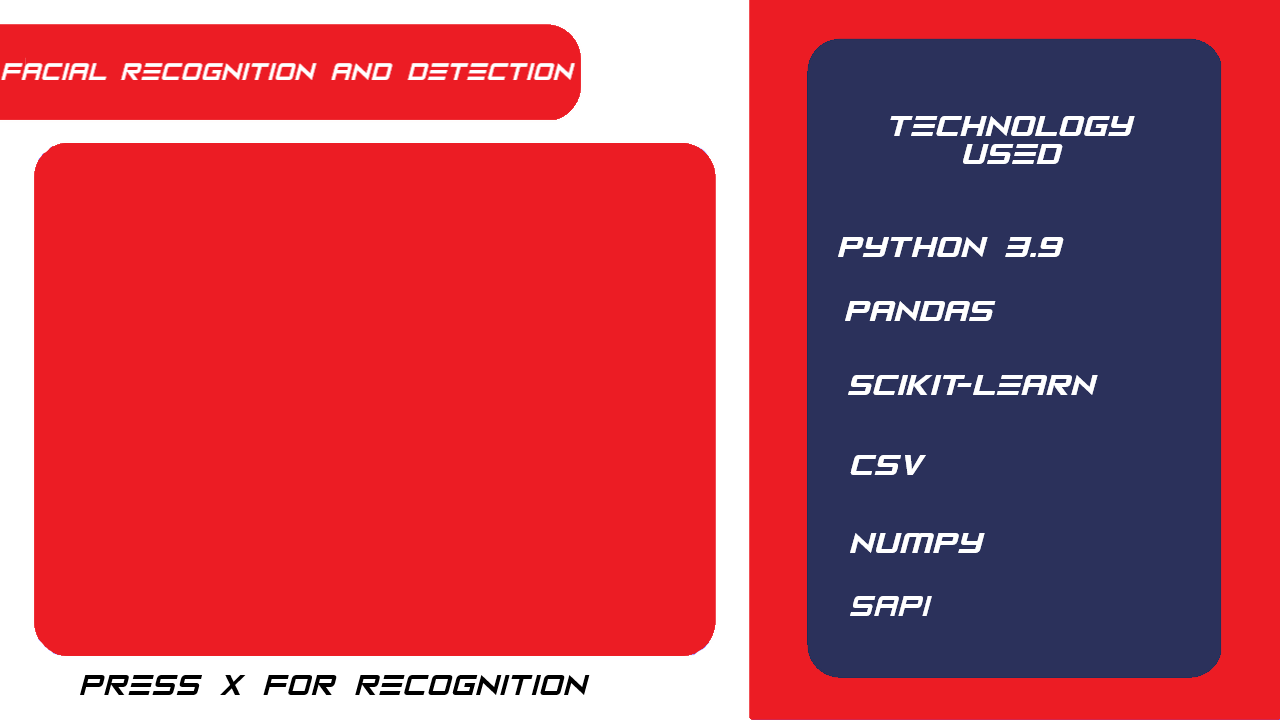 FACIAL RECOGNITION AND DETECTION
PRESS X FOR RECOGNITION
TECHNOLOGY
USED
PYTHON 3.9
PANDAS
SCIKIT-LEARN
CSV
NUMPY
SAPI